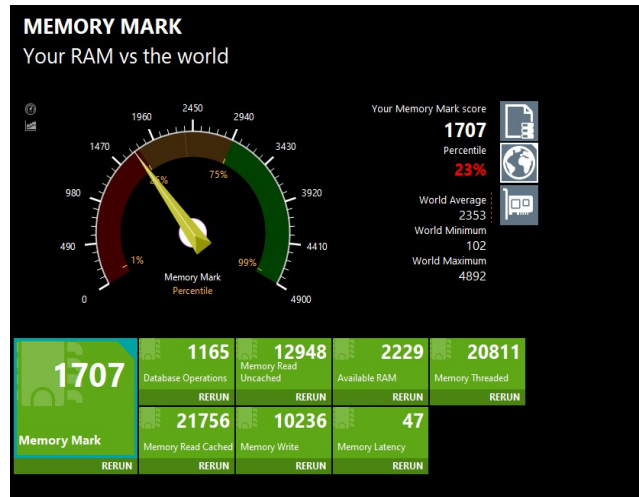 MEMORY MARK
Your RAM vs the world
0
490
980
1470
1960
2450
2940
3430
3920
4410
4900
1%
25%
75%
99%
Memory Mark
Percentile
Your Memory Mark score
1707
Percentile
23%
World Average
2353
World Minimum
102
World Maximum
4892
1707
Memory Mark
RERUN
1165
Database Operations
RERUN
12948
Memory Read
Uncached
RERUN
2229
Available RAM
RERUN
20811
Memory Threaded
RERUN
21756
Memory Read Cached
RERUN
10236
Memory Write
RERUN
47
Memory Latency
RERUN